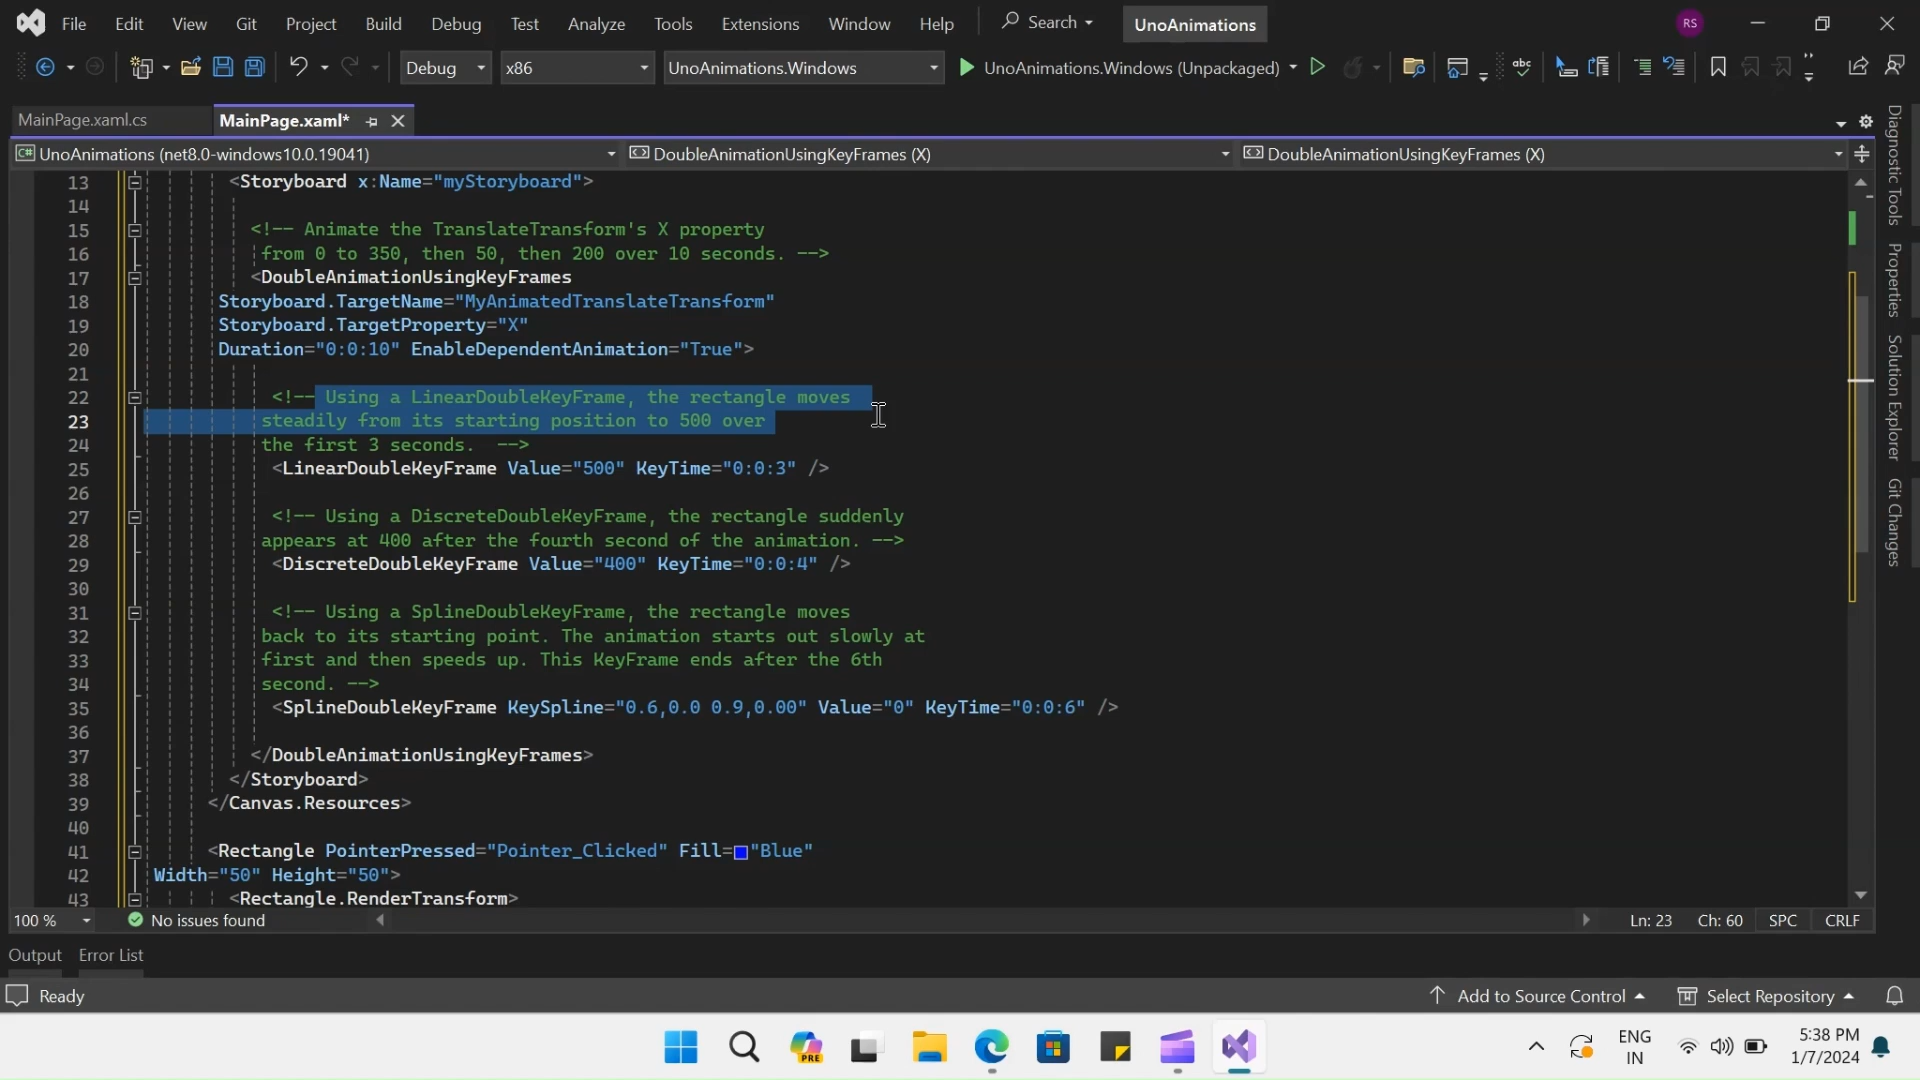 File Edit View Git Project Build Debug Test Analyze Tools Extensions Window Help Search UnoAnimations RS
Debug x86 UnoAnimations.Windows UnoAnimations.Windows (Unpackaged)
MainPage.xaml.cs MainPage.xaml*
UnoAnimations (net8.0-windows10.0.19041) DoubleAnimationUsingKeyFrames (X) DoubleAnimationUsingKeyFrames (X)
13 <Storyboard x:Name="myStoryboard">
14
15 <!-- Animate the TranslateTransform's X property
16 from 0 to 350, then 50, then 200 over 10 seconds. -->
17 <DoubleAnimationUsingKeyFrames
18 Storyboard.TargetName="MyAnimatedTranslateTransform"
19 Storyboard.TargetProperty="X"
20 Duration="0:0:10" EnableDependentAnimation="True">
21
22 <!-- Using a LinearDoubleKeyFrame, the rectangle moves
23 steadily from its starting position to 500 over
24 the first 3 seconds.  -->
25 <LinearDoubleKeyFrame Value="500" KeyTime="0:0:3" />
26
27 <!-- Using a DiscreteDoubleKeyFrame, the rectangle suddenly
28 appears at 400 after the fourth second of the animation. -->
29 <DiscreteDoubleKeyFrame Value="400" KeyTime="0:0:4" />
30
31 <!-- Using a SplineDoubleKeyFrame, the rectangle moves
32 back to its starting point. The animation starts out slowly at
33 first and then speeds up. This KeyFrame ends after the 6th
34 second. -->
35 <SplineDoubleKeyFrame KeySpline="0.6,0.0 0.9,0.00" Value="0" KeyTime="0:0:6" />
36
37 </DoubleAnimationUsingKeyFrames>
38 </Storyboard>
39 </Canvas.Resources>
40
41 <Rectangle PointerPressed="Pointer_Clicked" Fill="Blue"
42 Width="50" Height="50">
43 <Rectangle.RenderTransform>
Diagnostic Tools
Properties
Solution Explorer
Git Changes
100 % No issues found Ln: 23 Ch: 60 SPC CRLF
Output Error List
Ready Add to Source Control Select Repository
PRE
ENG
IN
5:38 PM
1/7/2024